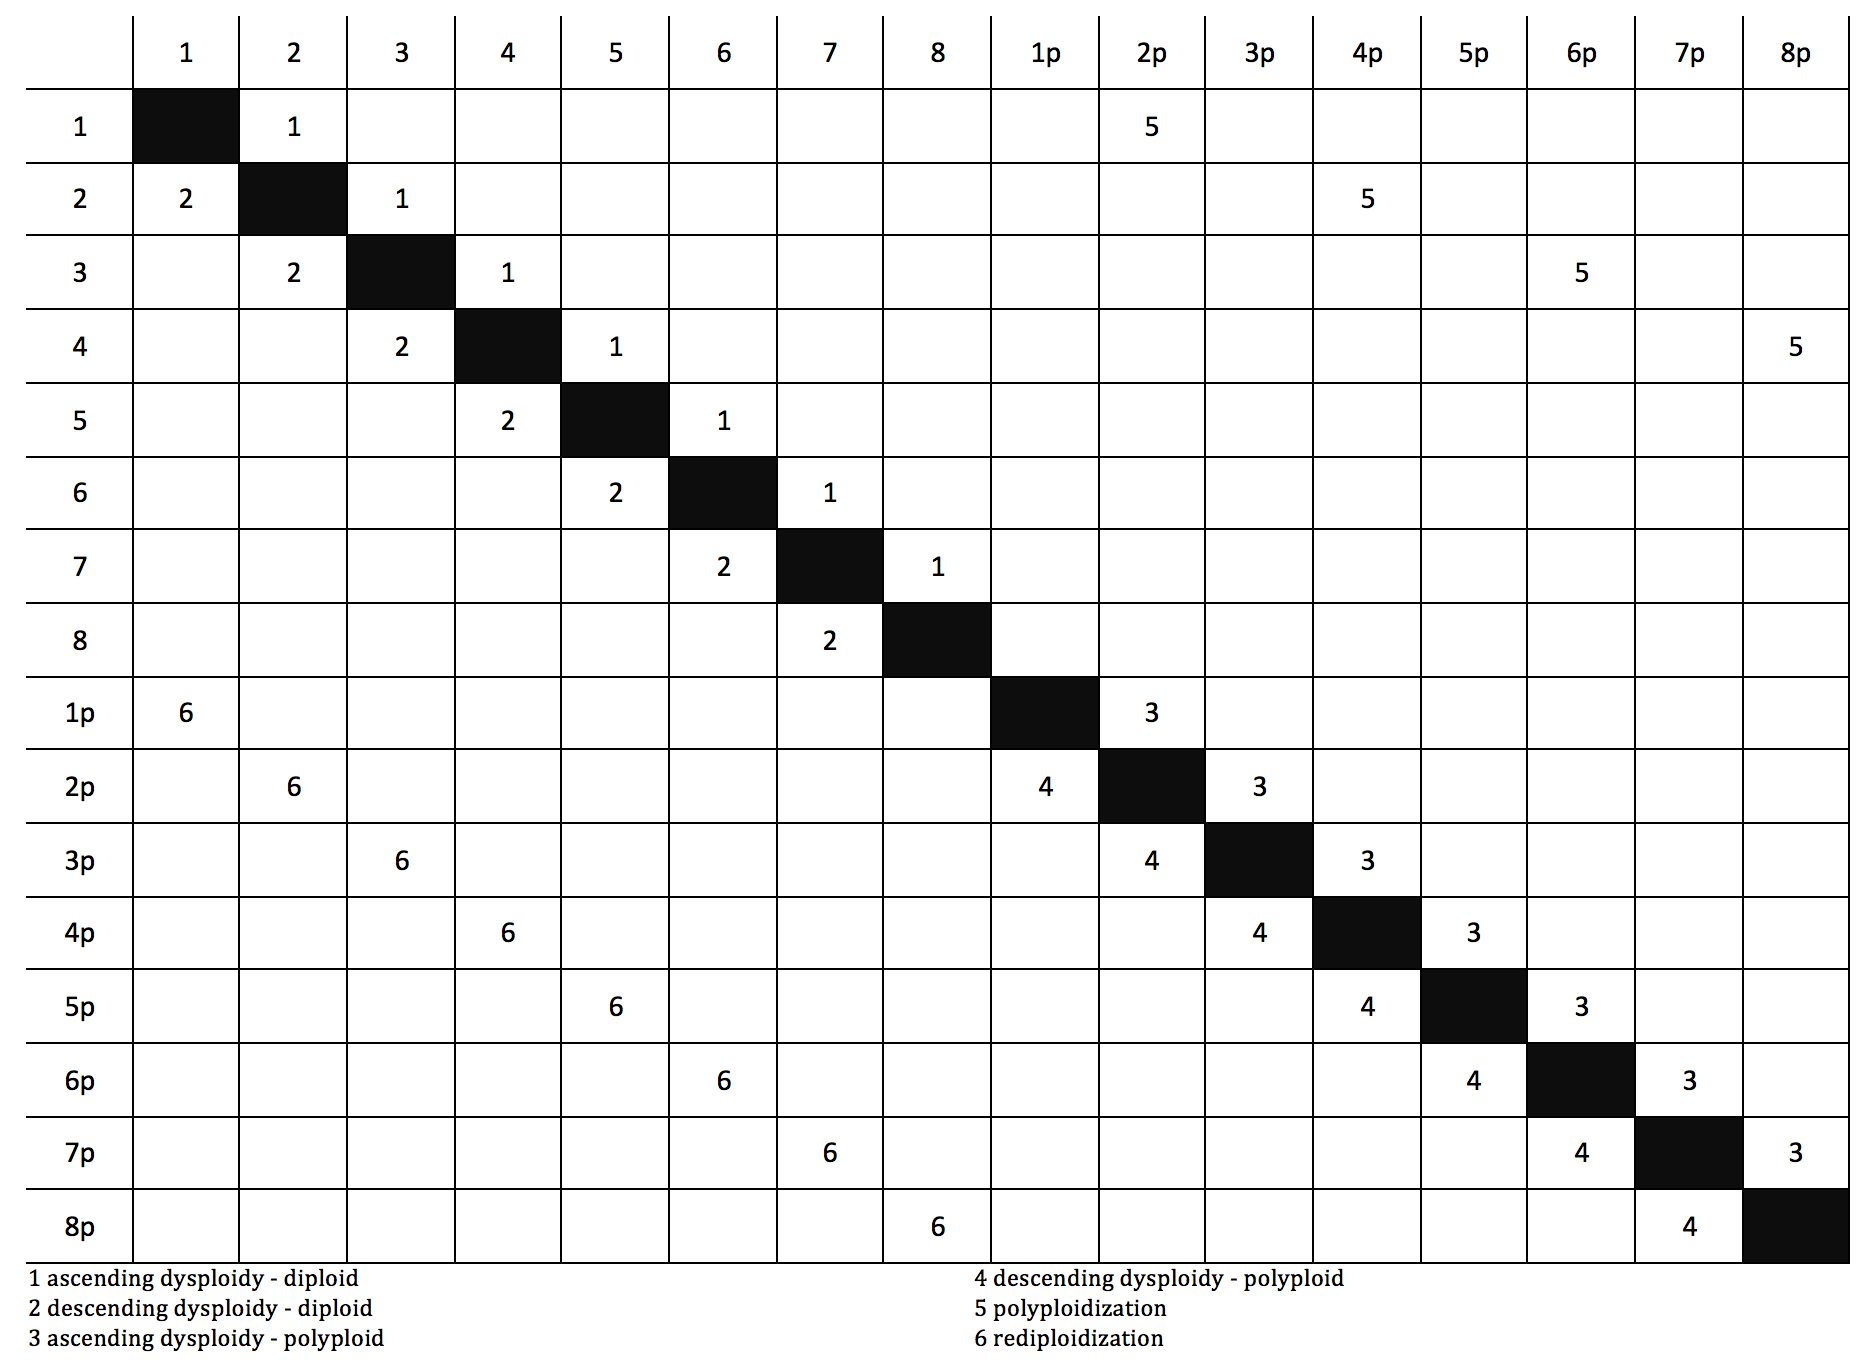 1 2 3 4 5 6 7 8 1p 2p 3p 4p 5p 6p 7p 8p
1 1 5
2 2 1 5
3 2 1 5
4 2 1 5
5 2 1
6 2 1
7 2 1
8 2
1p 6 3
2p 6 4 3
3p 6 4 3
4p 6 4 3
5p 6 4 3
6p 6 4 3
7p 6 4 3
8p 6 4
1 ascending dysploidy - diploid
2 descending dysploidy - diploid
3 ascending dysploidy - polyploid
4 descending dysploidy - polyploid
5 polyploidization
6 rediploidization